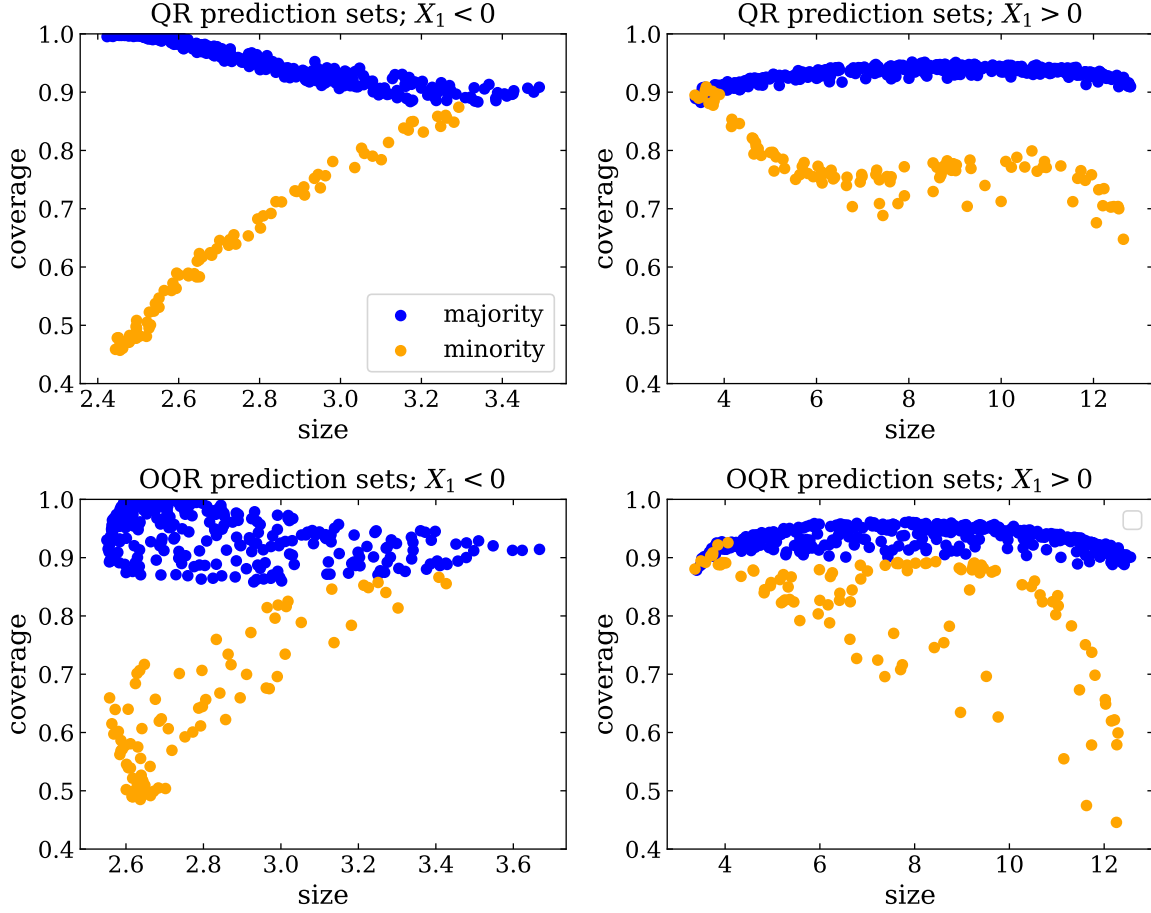 QR prediction sets; X₁ < 0
1.0
0.9
0.8
0.7
0.6
0.5
0.4
coverage
majority
minority
2.4 2.6 2.8 3.0 3.2 3.4
size
QR prediction sets; X₁ > 0
1.0
0.9
0.8
0.7
0.6
0.5
0.4
coverage
4 6 8 10 12
size
OQR prediction sets; X₁ < 0
1.0
0.9
0.8
0.7
0.6
0.5
0.4
coverage
2.6 2.8 3.0 3.2 3.4 3.6
size
OQR prediction sets; X₁ > 0
1.0
0.9
0.8
0.7
0.6
0.5
0.4
coverage
4 6 8 10 12
size